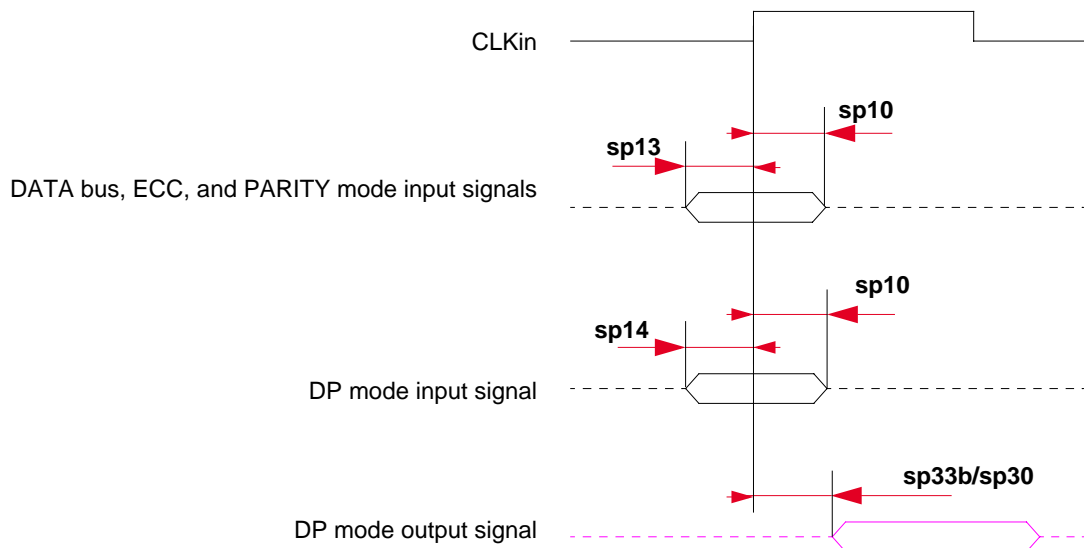 CLKin
sp10
sp13
DATA bus, ECC, and PARITY mode input signals
sp10
sp14
DP mode input signal
sp33b/sp30
DP mode output signal